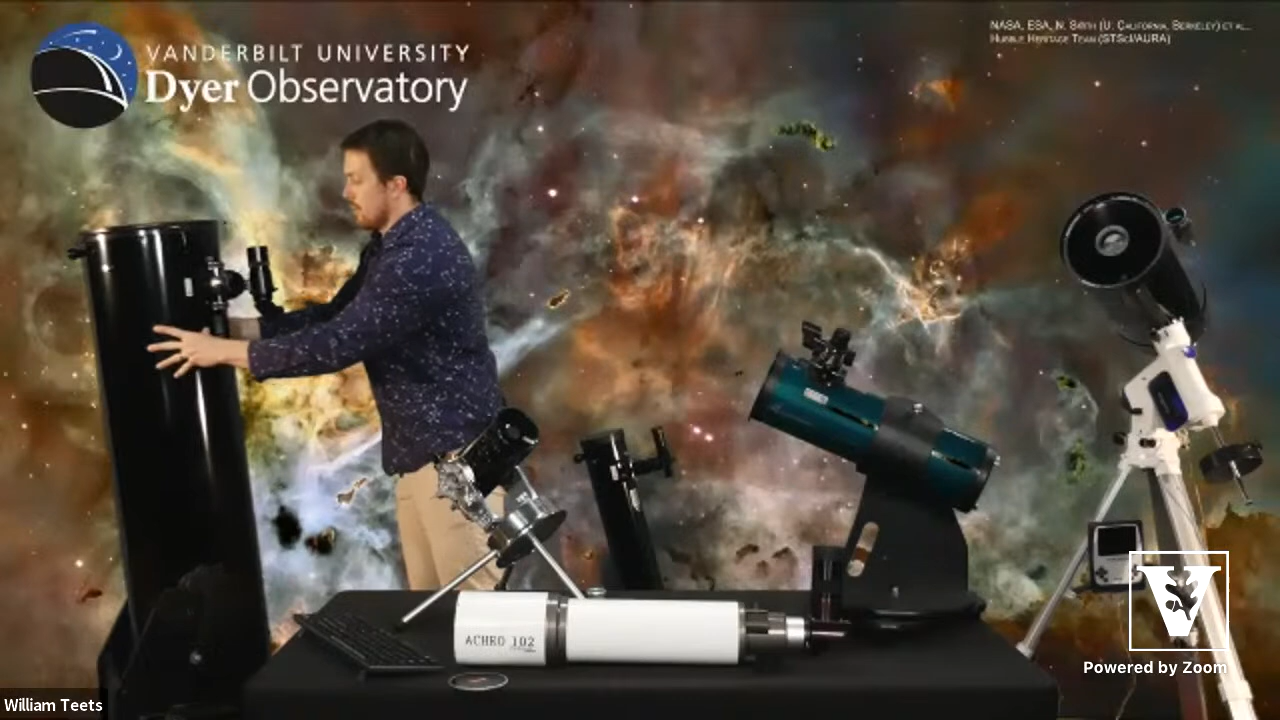 NASA, ESA, N. Smith (U. California, Berkeley) et al.,
Hubble Heritage Team (STScI/AURA)
VANDERBILT UNIVERSITY
Dyer Observatory
ACHRO 102
V
Powered by Zoom
William Teets